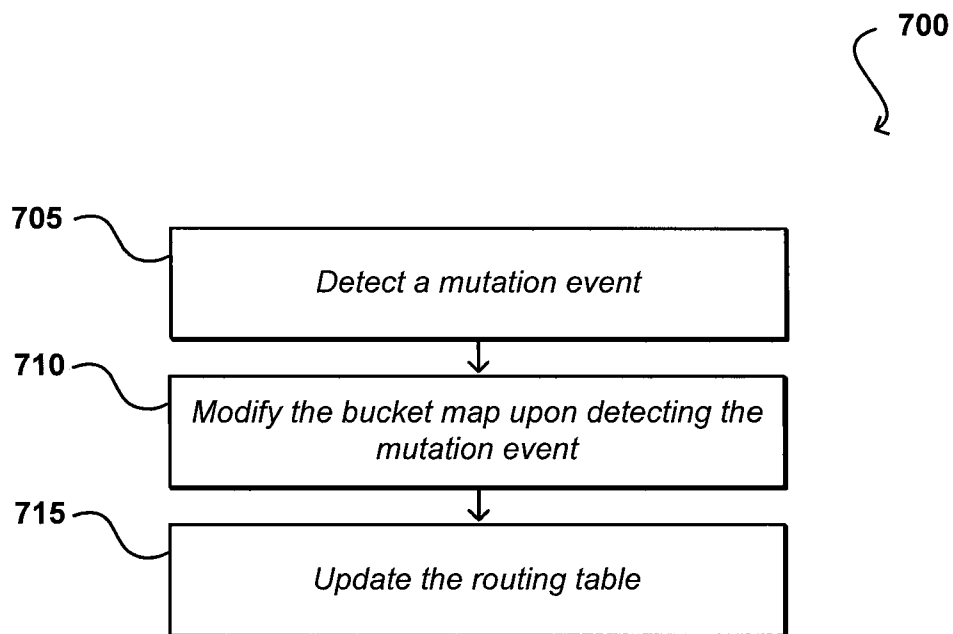 700
705
Detect a mutation event
710
Modify the bucket map upon detecting the
mutation event
715
Update the routing table